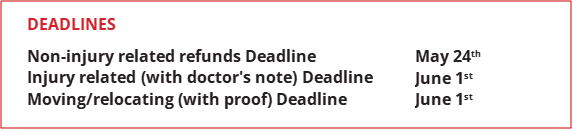 DEADLINES
Non-injury related refunds Deadline May 24th
Injury related (with doctor's note) Deadline June 1st
Moving/relocating (with proof) Deadline June 1st